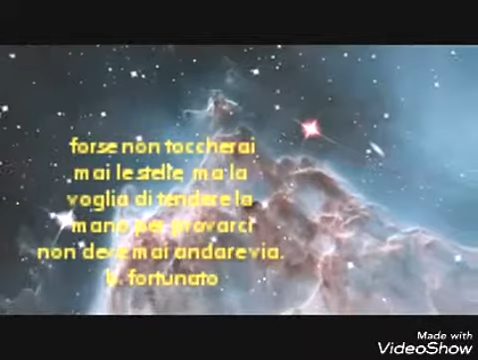 forse non toccherai
mai le stelle ma la
voglia di tendere la
mano per provarci
non deve mai andare via.
fortunato
Made with
VideoShow